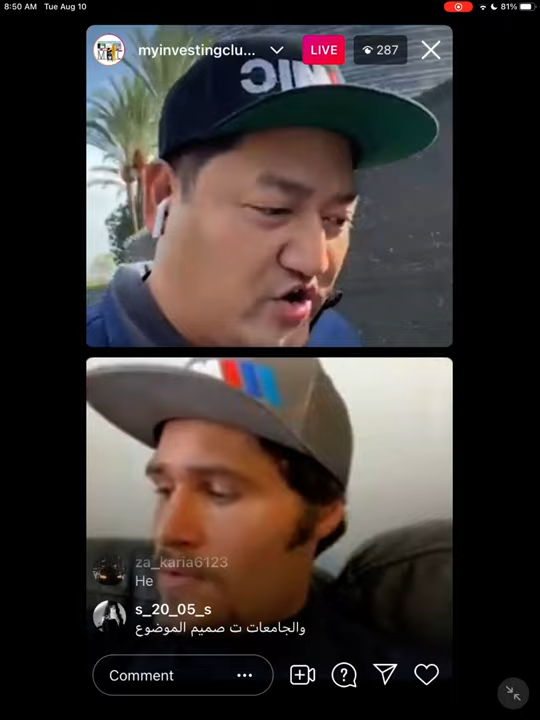 8:50 AM Tue Aug 10
81%
myinvestingclu...
LIVE
287
MIC
za_karia6123
He
s_20_05_s
والجامعات ت صميم الموضوع
Comment